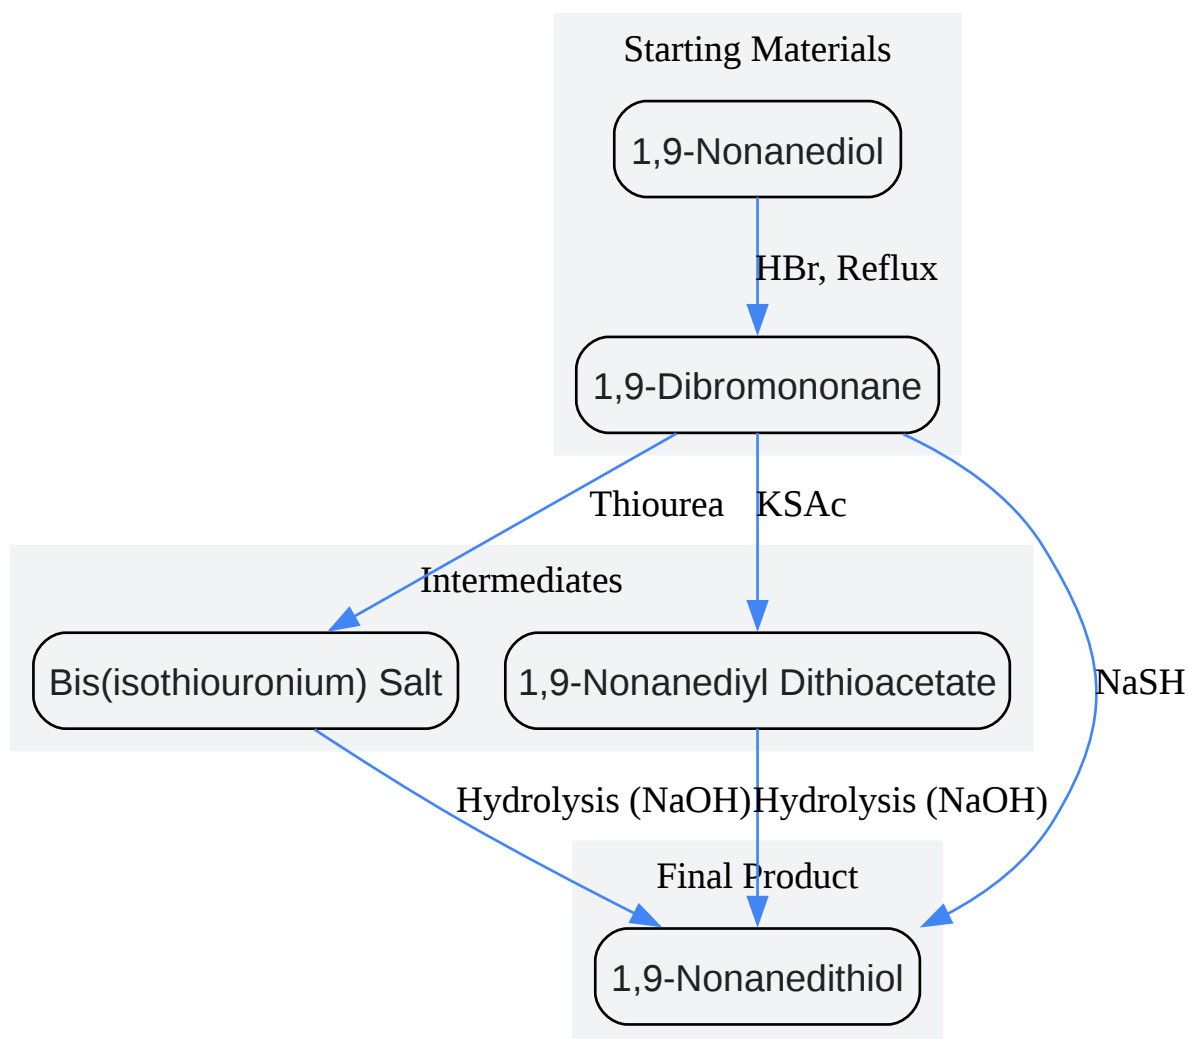 Starting Materials
1,9-Nonanediol
HBr, Reflux
1,9-Dibromononane
Thiourea
KSAc
Intermediates
Bis(isothiouronium) Salt
1,9-Nonanediyl Dithioacetate
NaSH
Hydrolysis (NaOH)
Hydrolysis (NaOH)
Final Product
1,9-Nonanedithiol